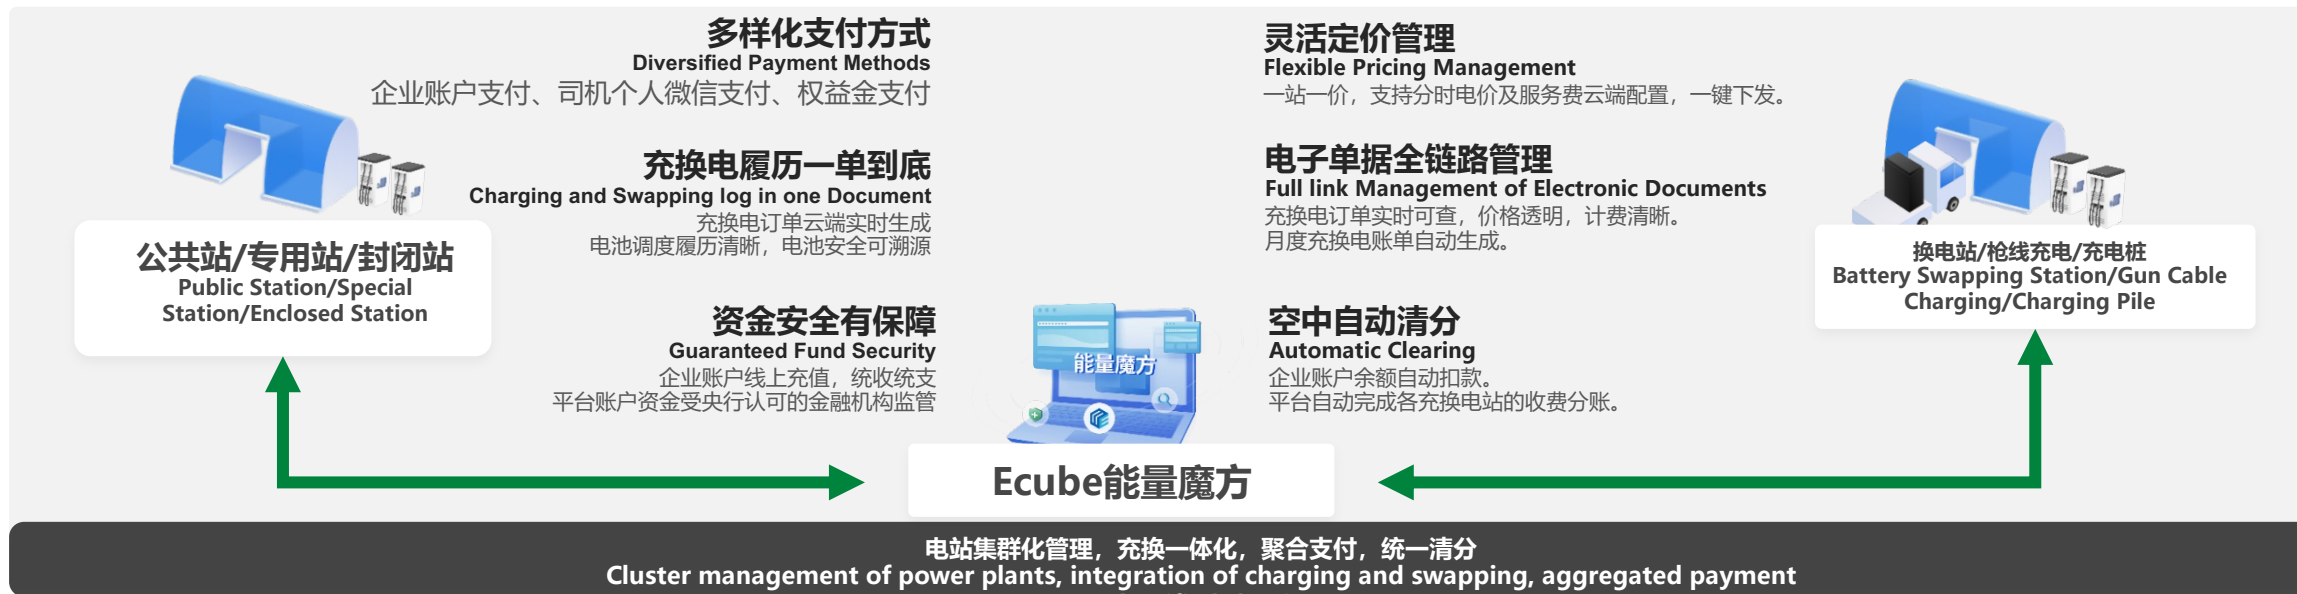 多样化支付方式
Diversified Payment Methods
企业账户支付、司机个人微信支付、权益金支付
充换电履历一单到底
Charging and Swapping log in one Document
充换电订单云端实时生成
电池调度履历清晰，电池安全可溯源
公共站/专用站/封闭站
Public Station/Special
Station/Enclosed Station
资金安全有保障
Guaranteed Fund Security
企业账户线上充值，统收统支
平台账户资金受央行认可的金融机构监管
灵活定价管理
Flexible Pricing Management
一站一价，支持分时电价及服务费云端配置，一键下发。
电子单据全链路管理
Full link Management of Electronic Documents
充换电订单实时可查，价格透明，计费清晰。
月度充换电账单自动生成。
换电站/枪线充电/充电桩
Battery Swapping Station/Gun Cable
Charging/Charging Pile
空中自动清分
Automatic Clearing
企业账户余额自动扣款。
平台自动完成各充换电站的收费分账。
能量魔方
Ecube能量魔方
电站集群化管理，充换一体化，聚合支付，统一清分
Cluster management of power plants, integration of charging and swapping, aggregated payment